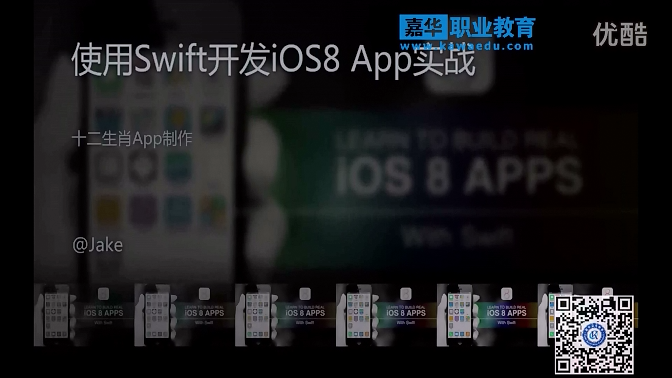 嘉华职业教育
www.kawaedu.com
优酷
使用Swift开发iOS8 App实战
十二生肖App制作
LEARN TO BUILD REAL
iOS 8 APPS
With Swift
@Jake
LEARN TO BUILD REAL
iOS 8 APPS
With Swift
LEARN TO BUILD REAL
iOS 8 APPS
With Swift
LEARN TO BUILD REAL
iOS 8 APPS
With Swift
LEARN TO BUILD REAL
iOS 8 APPS
With Swift
LEARN TO BUILD REAL
iOS 8 APPS
With Swift